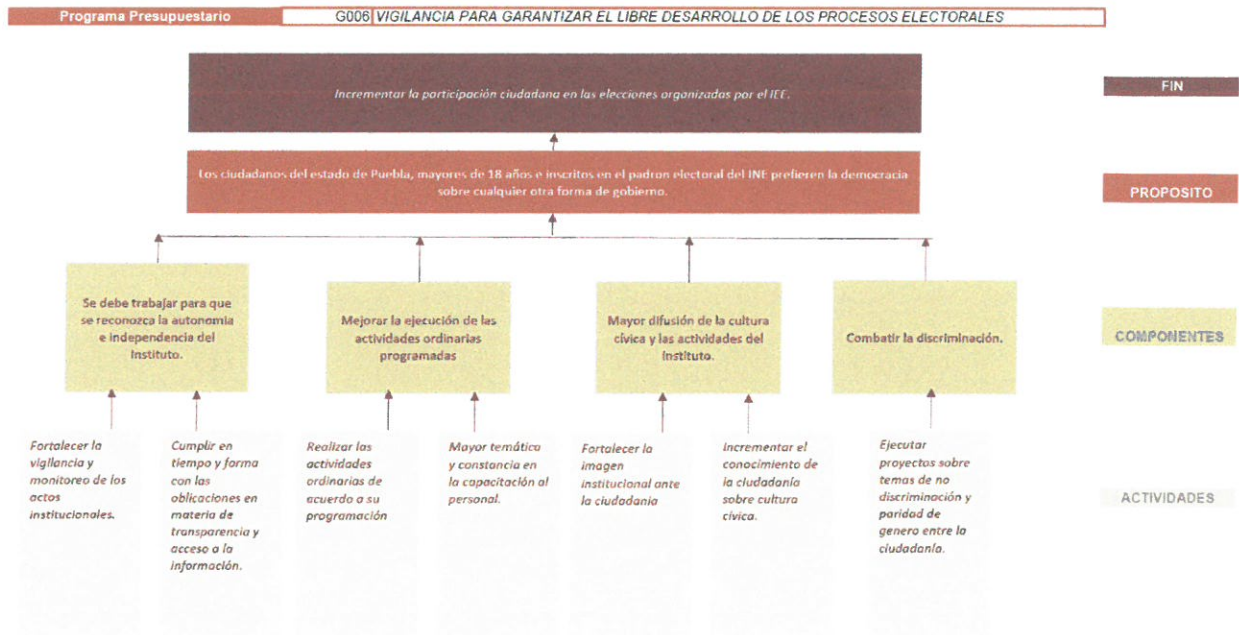 Programa Presupuestario
G006 VIGILANCIA PARA GARANTIZAR EL LIBRE DESARROLLO DE LOS PROCESOS ELECTORALES
Incrementar la participación ciudadana en las elecciones organizadas por el IEE.
FIN
Los ciudadanos del estado de Puebla, mayores de 18 años e inscritos en el padron electoral del INE prefieren la democracia
sobre cualquier otra forma de gobierno.
PROPOSITO
Se debe trabajar para que
se reconozca la autonomia
e independencia del
Instituto.
Mejorar la ejecución de las
actividades ordinarias
programadas
Mayor difusión de la cultura
cívica y las actividades del
Instituto.
Combatir la discriminación.
COMPONENTES
Fortalecer la
vigilancia y
monitoreo de los
actos
institucionales.
Cumplir en
tiempo y forma
con las
oblicaciones en
materia de
transparencia y
acceso a la
información.
Realizar las
actividades
ordinarias de
acuerdo a su
programación
Mayor temática
y constancia en
la capacitación al
personal.
Fortalecer la
imagen
institucional ante
la ciudadanía
Incrementar el
conocimiento de
la ciudadanía
sobre cultura
cívica.
Ejecutar
proyectos sobre
temas de no
discriminación y
paridad de
genero entre la
ciudadanía.
ACTIVIDADES